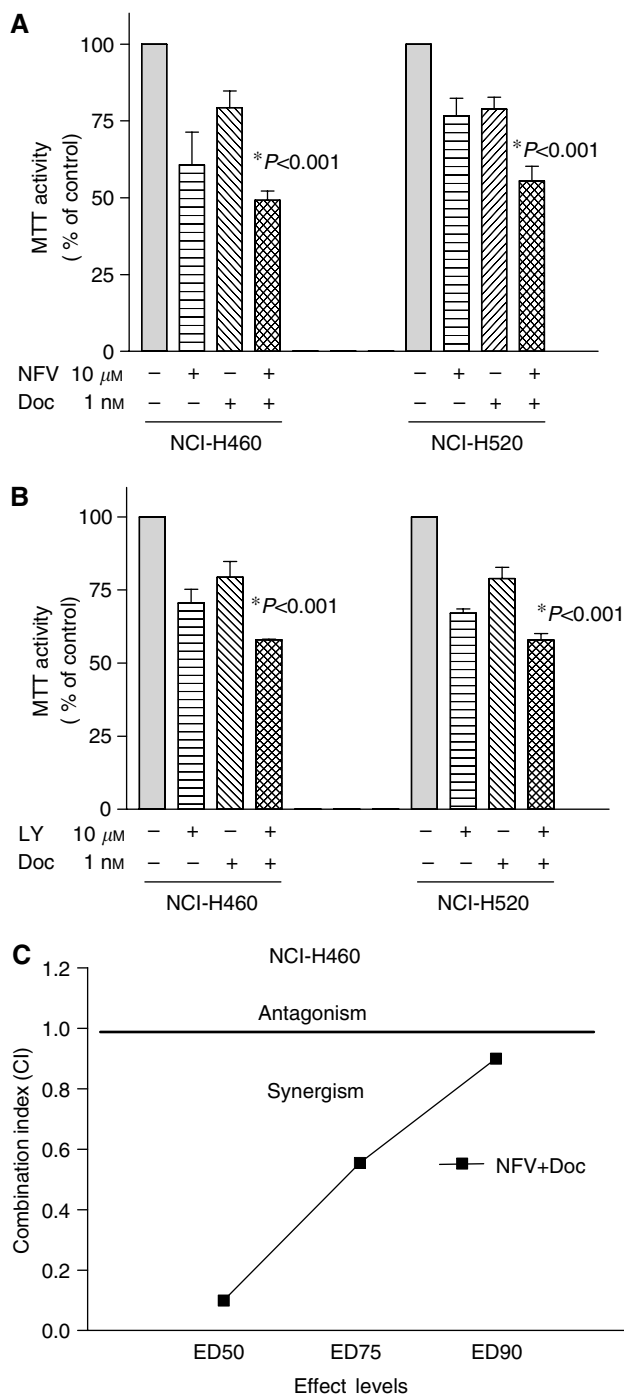 A
100
75
50
25
0
MTT activity
( % of control)
*P<0.001
*P<0.001
NFV 10 μM − + − + − + − +
Doc 1 nM − − + + − − + +
NCI-H460 NCI-H520
B
100
75
50
25
0
MTT activity
( % of control)
*P<0.001
*P<0.001
LY 10 μM − + − + − + − +
Doc 1 nM − − + + − − + +
NCI-H460 NCI-H520
C
NCI-H460
1.2
1.0
0.8
0.6
0.4
0.2
0.0
Combination index (CI)
Antagonism
Synergism
NFV+Doc
ED50 ED75 ED90
Effect levels